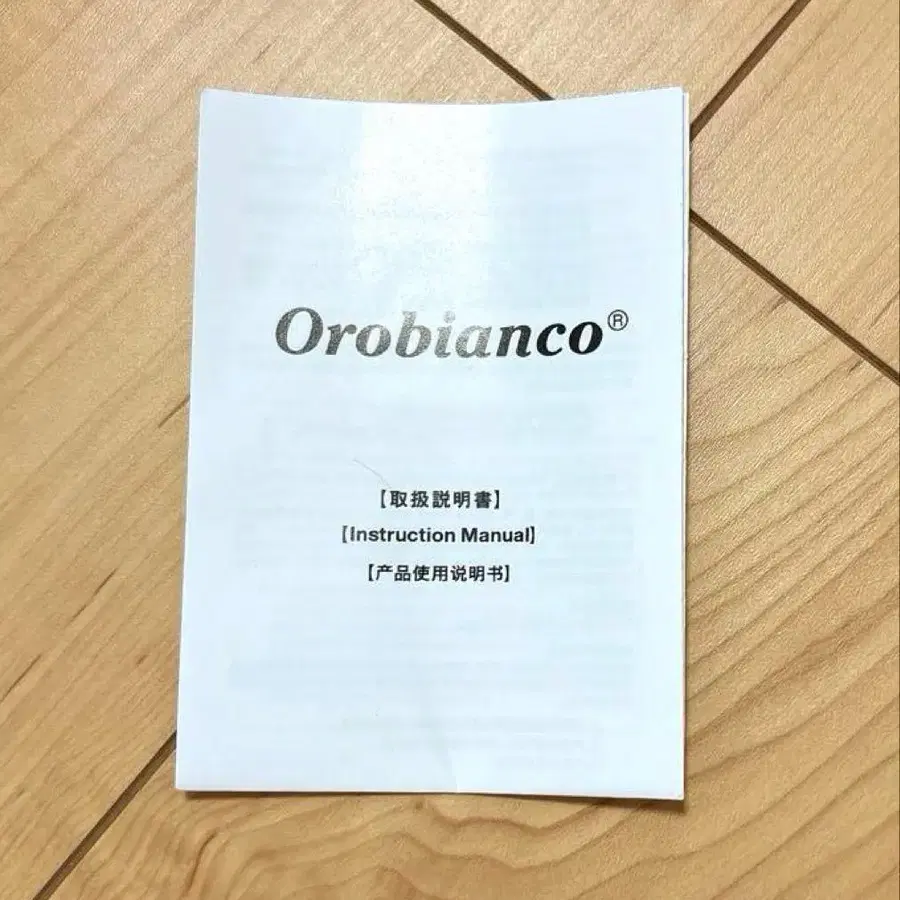 Orobianco®
【取扱説明書】
【Instruction Manual】
【产品使用说明书】